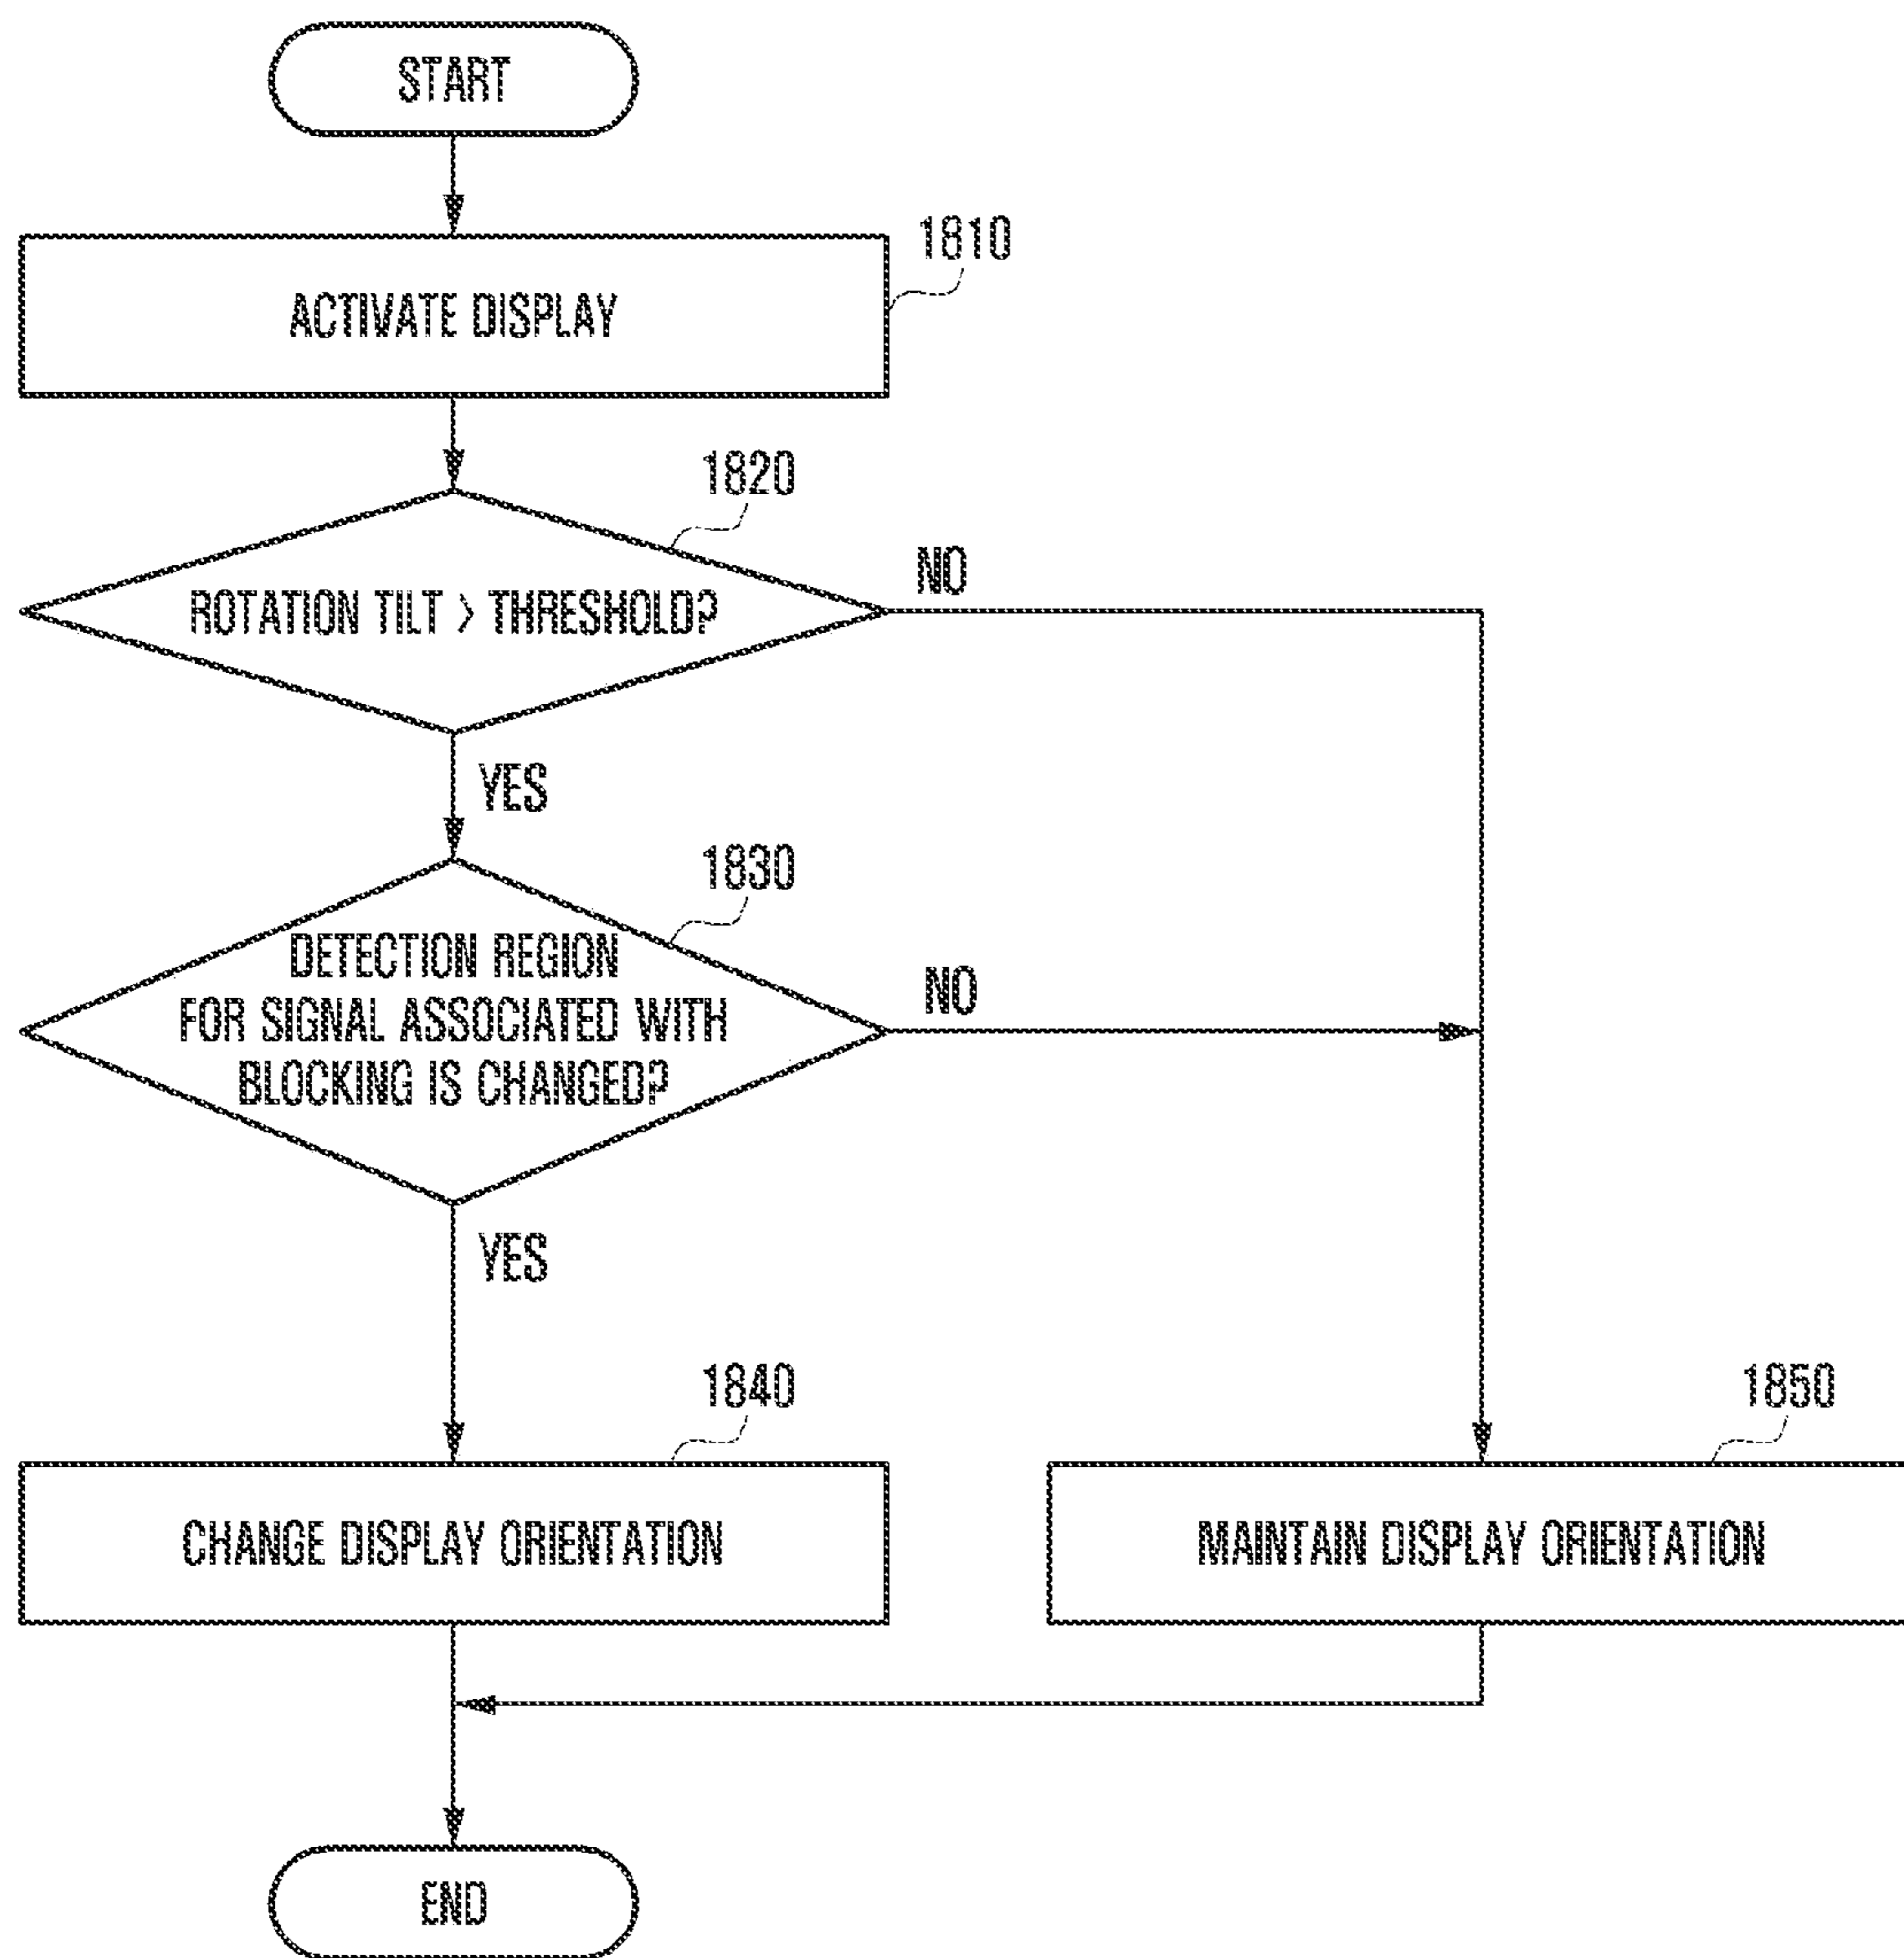 START
1810
ACTIVATE DISPLAY
1820
NO
ROTATION TILT > THRESHOLD?
YES
1830
DETECTION REGION
FOR SIGNAL ASSOCIATED WITH
BLOCKING IS CHANGED?
NO
YES
1840
1850
CHANGE DISPLAY ORIENTATION
MAINTAIN DISPLAY ORIENTATION
END